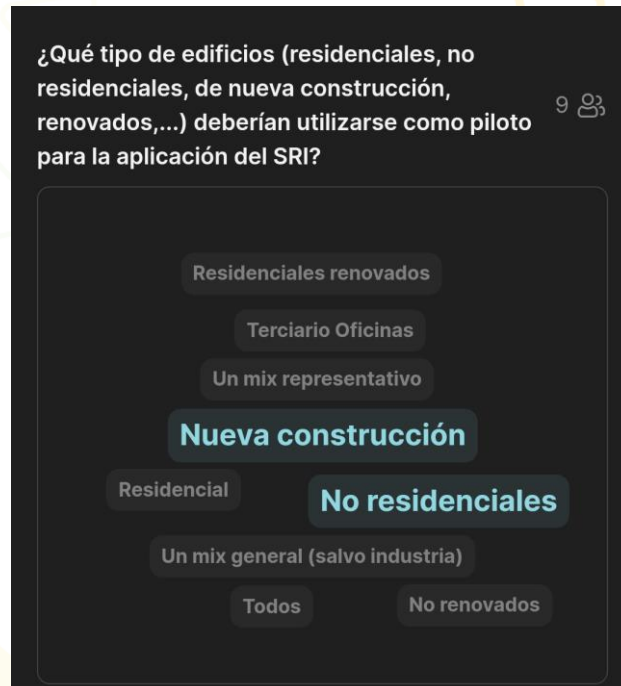 ¿Qué tipo de edificios (residenciales, no
residenciales, de nueva construcción,
renovados,...) deberían utilizarse como piloto
para la aplicación del SRI?
9
Residenciales renovados
Terciario Oficinas
Un mix representativo
Nueva construcción
Residencial
No residenciales
Un mix general (salvo industria)
Todos
No renovados